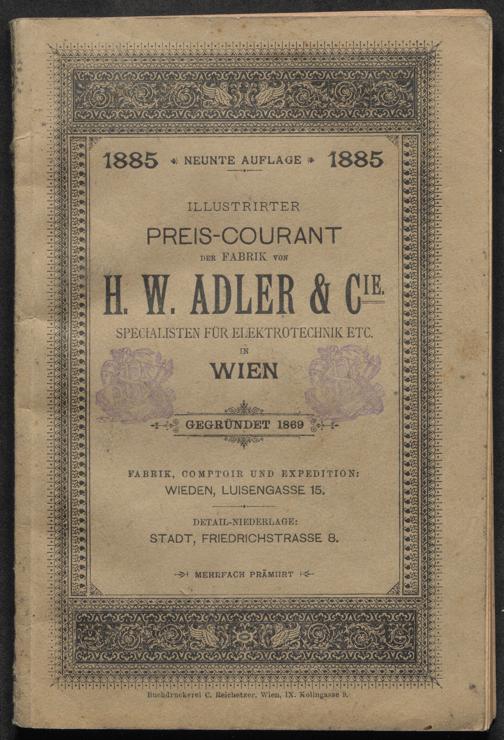 1885 NEUNTE AUFLAGE 1885
ILLUSTRIRTER
PREIS-COURANT
DER FABRIK VON
H. W. ADLER & CIE.
SPECIALISTEN FÜR ELEKTROTECHNIK ETC.
IN
WIEN
GEGRÜNDET 1869
FABRIK, COMPTOIR UND EXPEDITION:
WIEDEN, LUISENGASSE 15.
DETAIL-NIEDERLAGE:
STADT, FRIEDRICHSTRASSE 8.
MEHRFACH PRÄMIIRT
Buchdruckerei C. Reichetzer, Wien, IX. Kolingasse 9.